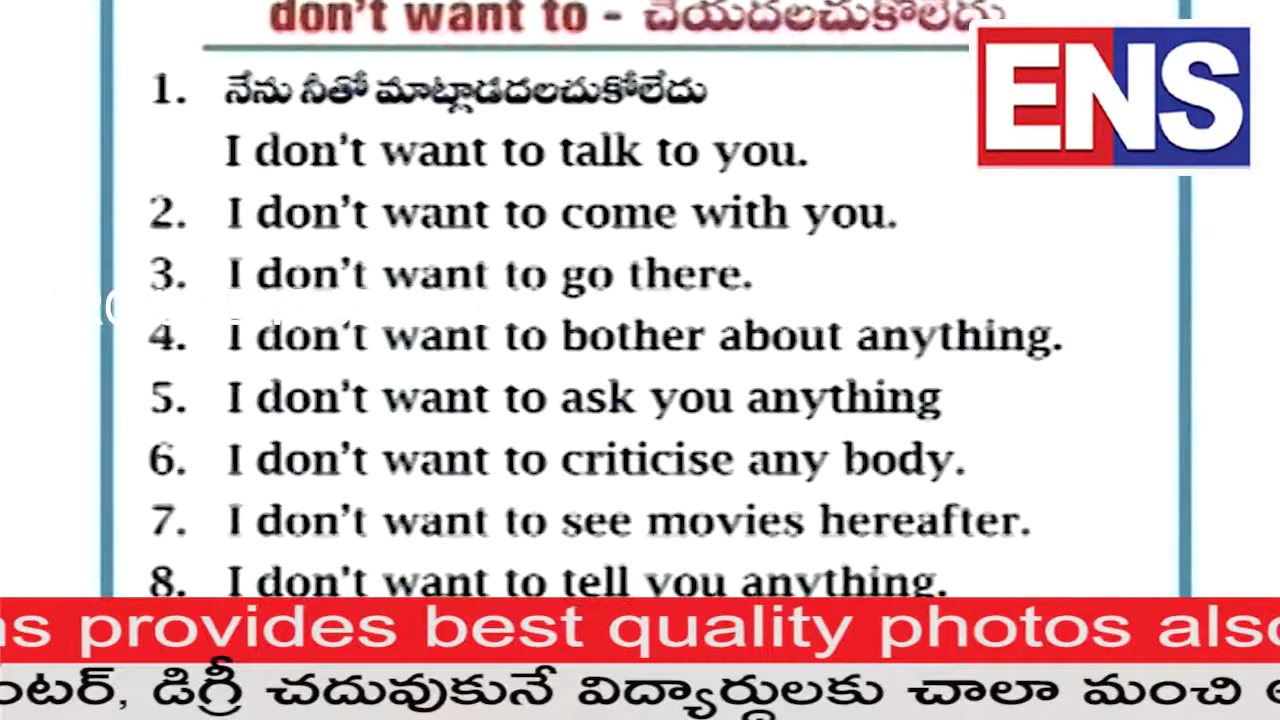 don't want to - చేయదలచుకోలేదు
ENS
1. నేను నీతో మాట్లాడదలచుకోలేదు
I don't want to talk to you.
2. I don't want to come with you.
3. I don't want to go there.
4. I don't want to bother about anything.
5. I don't want to ask you anything
6. I don't want to criticise any body.
7. I don't want to see movies hereafter.
8. I don't want to tell you anything.
provides best quality photos
డిగ్రీ చదువుకునే విద్యార్థులకు చాలా మంచి